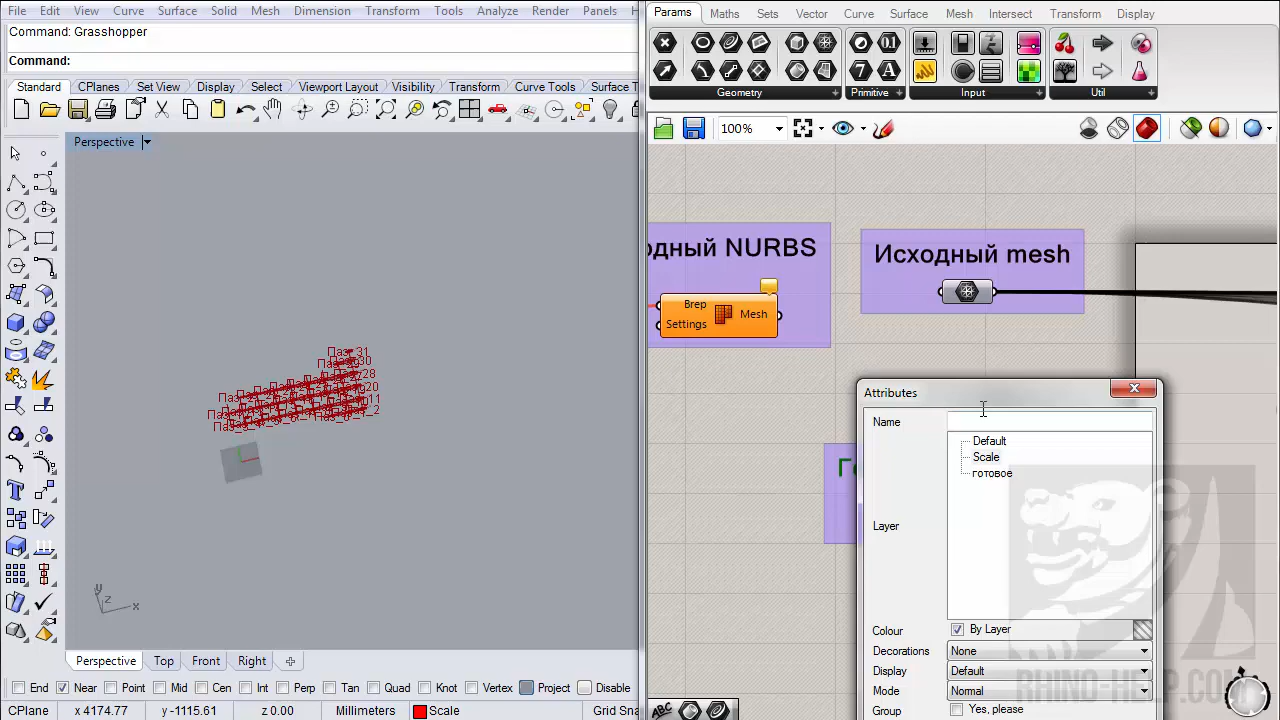 File Edit View Curve Surface Solid Mesh Dimension Transform Tools Analyze Render Panels
Command: Grasshopper
Command:
Standard CPlanes Set View Display Select Viewport Layout Visibility Transform Curve Tools Surface
Perspective
Perspective Top Front Right
End Near Point Mid Cen Int Perp Tan Quad Knot Vertex Project Disable
CPlane x 4174.77 y -1115.61 z 0.00 Millimeters Scale Grid Sna
Params Maths Sets Vector Curve Surface Mesh Intersect Transform Display
Geometry Primitive Input Util
100%
одный NURBS
Brep
Settings
Mesh
Исходный mesh
Attributes
Name
Default
Scale
готовое
Layer
Colour By Layer
Decorations None
Display Default
Mode Normal
Group Yes, please
RHINO-HELP.COM
x
y
z